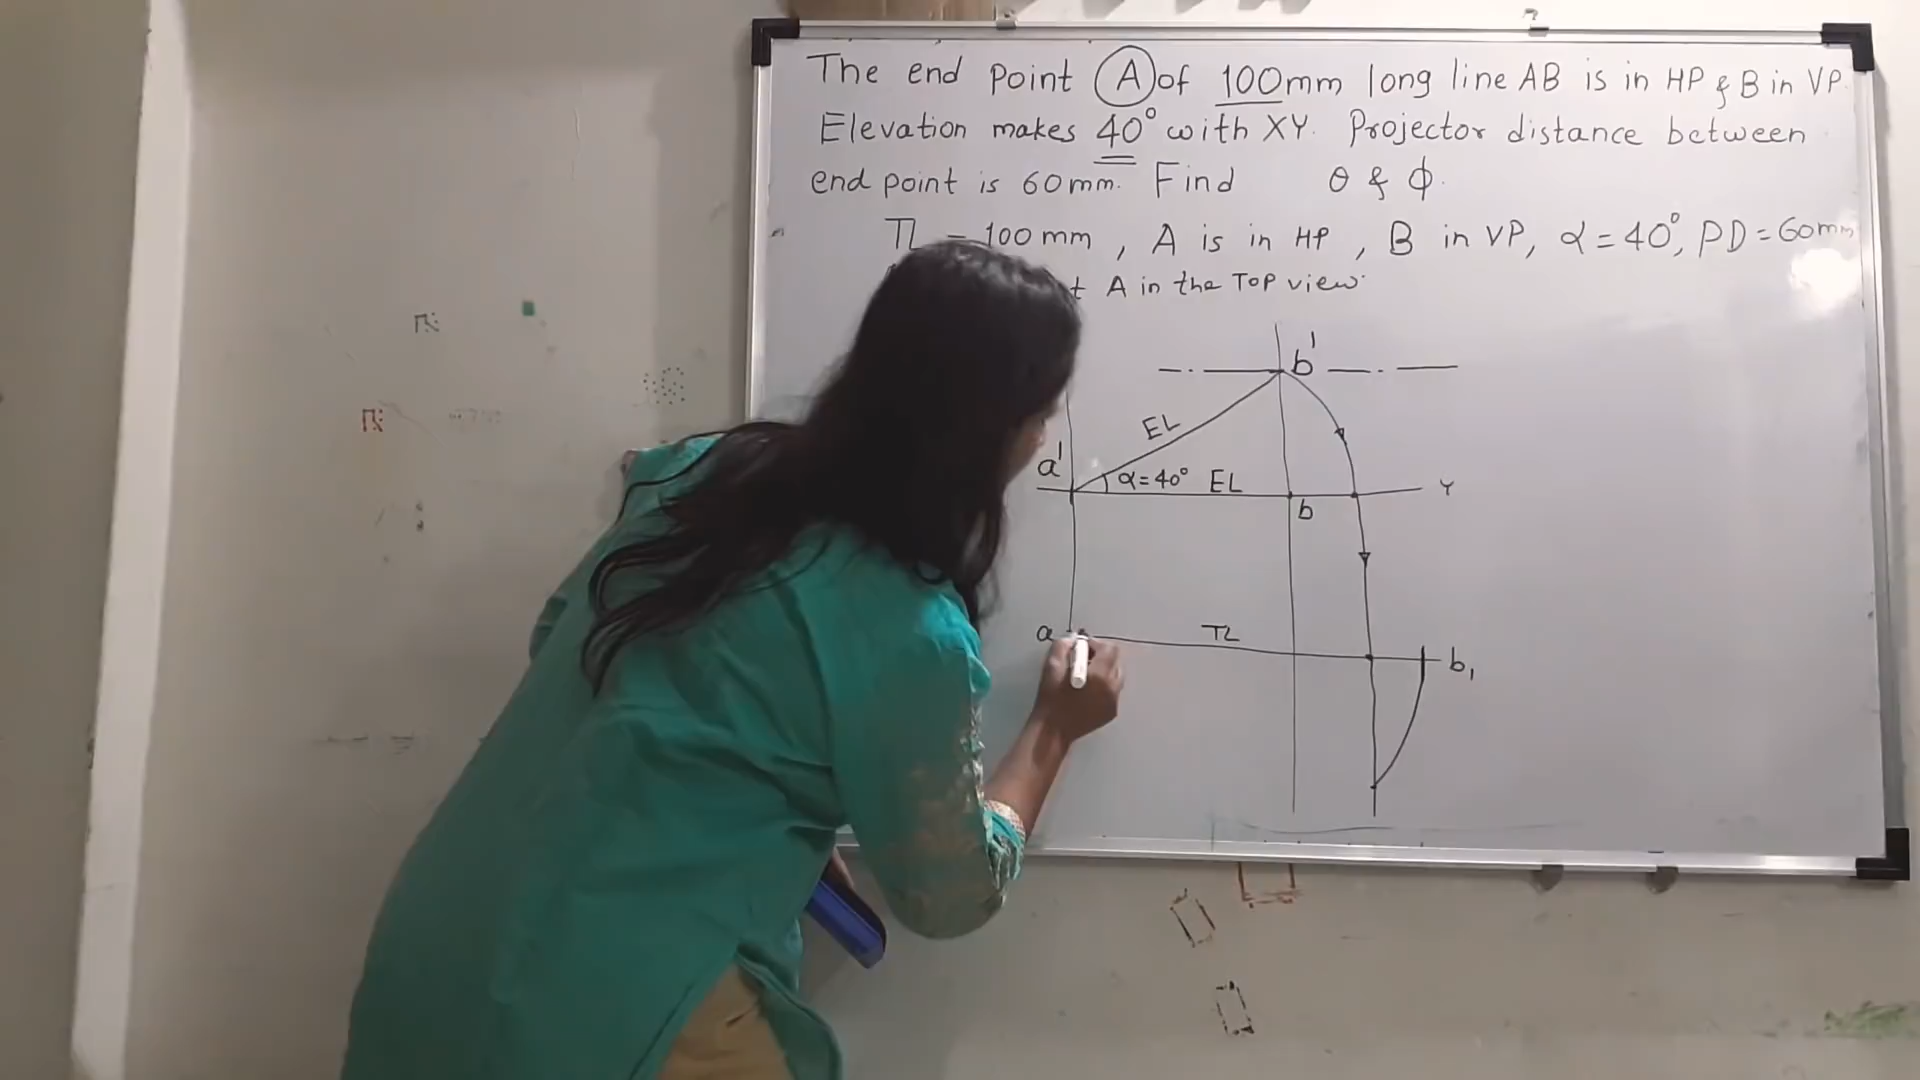 The end point A of 100mm long line AB is in HP & B in VP.
Elevation makes 40° with XY. Projector distance between
end point is 60mm. Find θ & ϕ.
TL = 100 mm, A is in HP, B in VP, α = 40°, PD = 60mm
A in the Top view.
b'
EL
a'
α = 40° EL
Y
b
a
TL
b₁